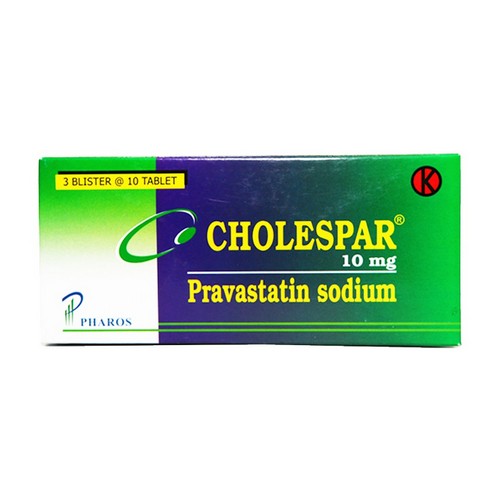 3 BLISTER @ 10 TABLET
K
CHOLESPAR®
10 mg
Pravastatin sodium
PHAROS